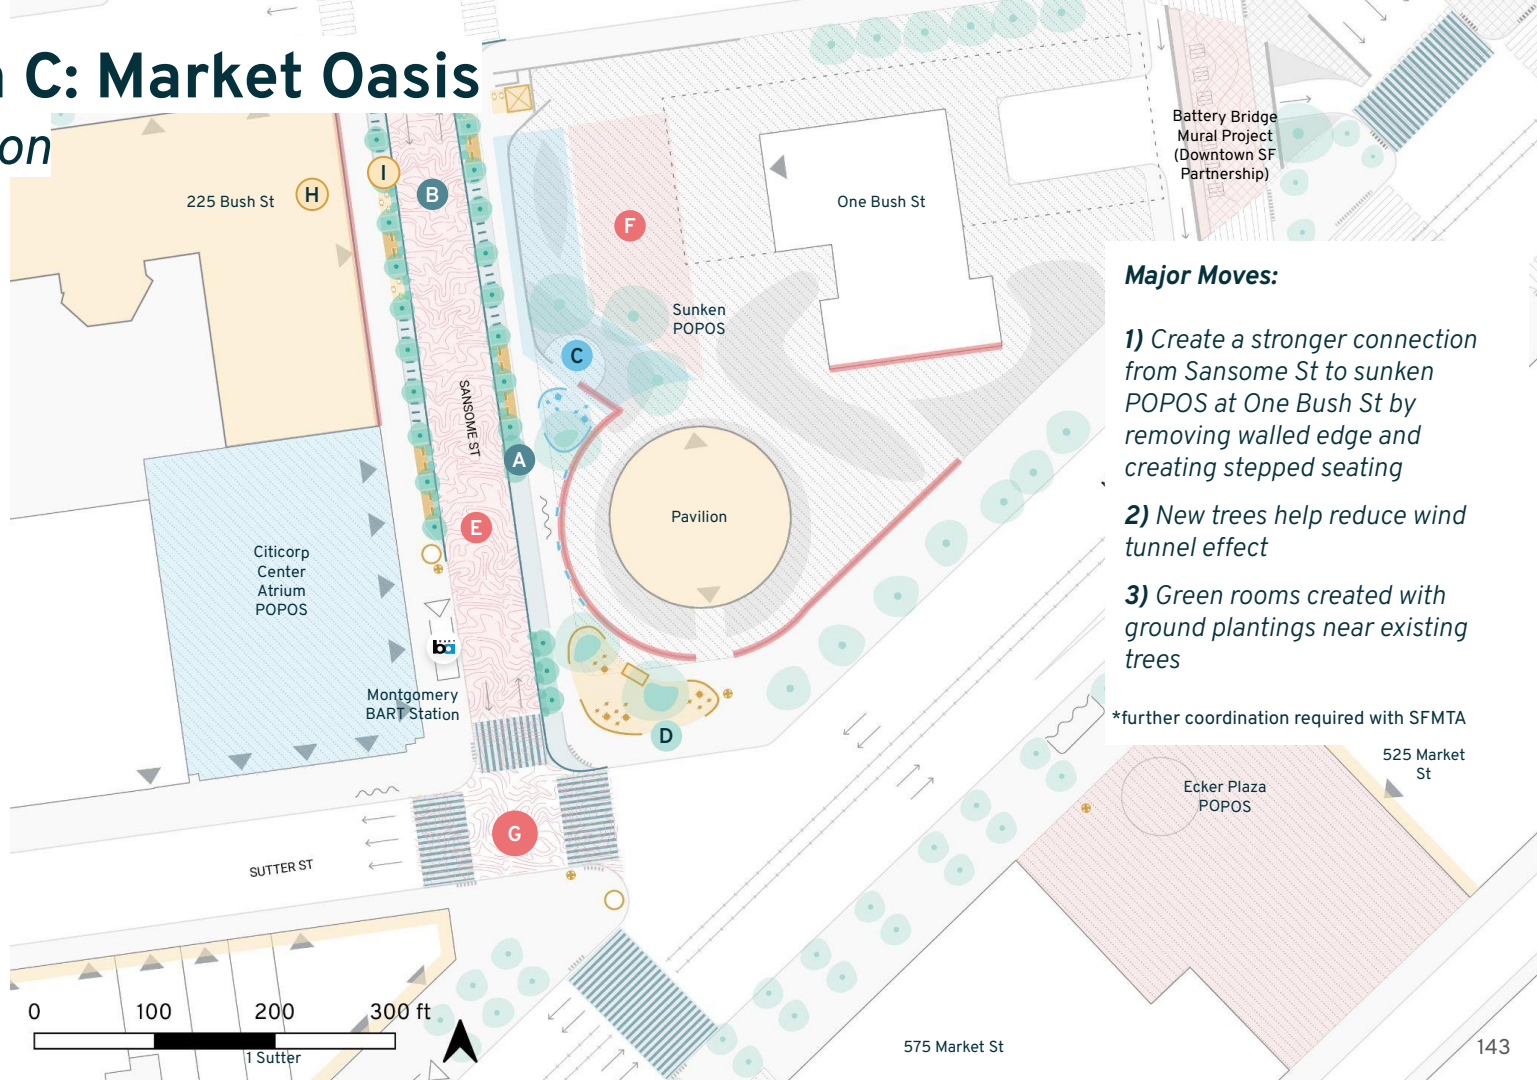 C: Market Oasis
on
225 Bush St
H
I
B
F
One Bush St
Battery Bridge
Mural Project
(Downtown SF
Partnership)
Sunken
POPOS
C
SANSOME ST
A
E
Pavilion
Citicorp
Center
Atrium
POPOS
ba
Montgomery
BART Station
D
G
SUTTER ST
Major Moves:
1) Create a stronger connection
from Sansome St to sunken
POPOS at One Bush St by
removing walled edge and
creating stepped seating
2) New trees help reduce wind
tunnel effect
3) Green rooms created with
ground plantings near existing
trees
*further coordination required with SFMTA
525 Market
St
Ecker Plaza
POPOS
0 100 200 300 ft
1 Sutter
575 Market St
143